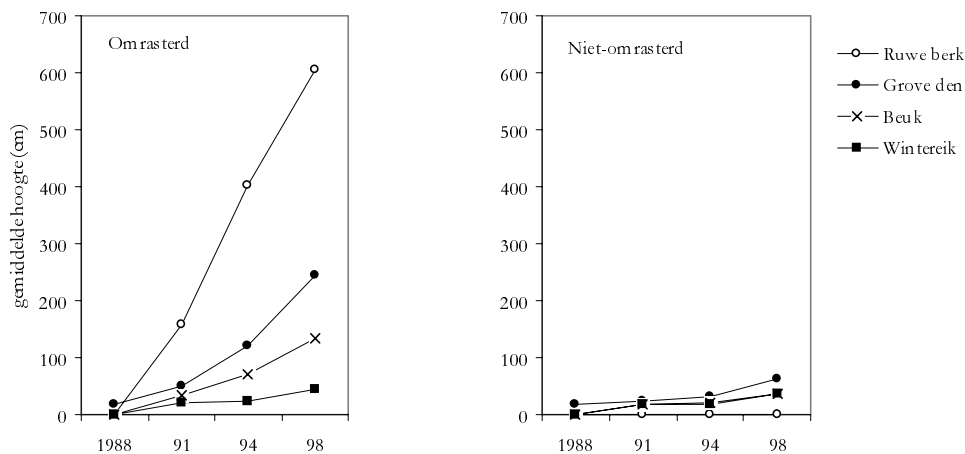 gemiddelde hoogte (cm)
700
600
500
400
300
200
100
0
Omrasterd
1988 91 94 98
700
600
500
400
300
200
100
0
Niet-omrasterd
1988 91 94 98
Ruwe berk
Grove den
Beuk
Wintereik